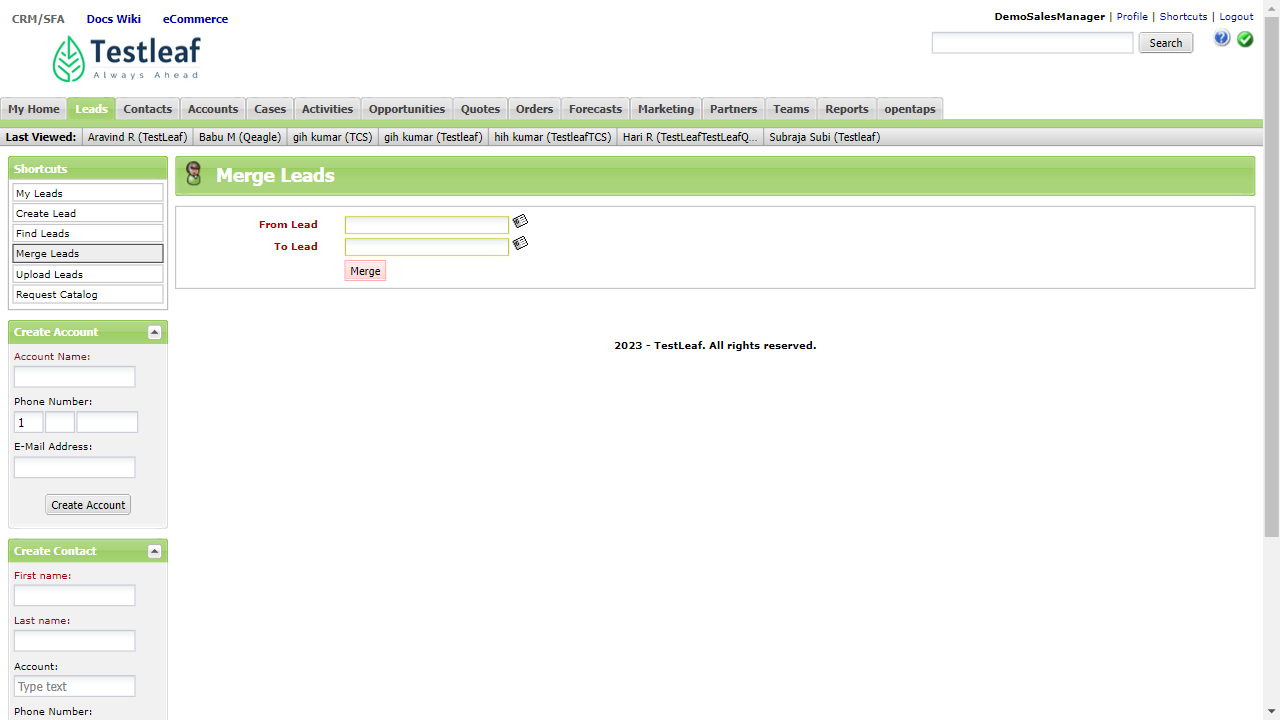 CRM/SFA Docs Wiki eCommerce
DemoSalesManager | Profile | Shortcuts | Logout
Testleaf
Always Ahead
Search
?
My Home Leads Contacts Accounts Cases Activities Opportunities Quotes Orders Forecasts Marketing Partners Teams Reports opentaps
Last Viewed: Aravind R (TestLeaf) Babu M (Qeagle) gih kumar (TCS) gih kumar (Testleaf) hih kumar (TestleafTCS) Hari R (TestLeafTestLeafQ... Subraja Subi (Testleaf)
Shortcuts
My Leads
Create Lead
Find Leads
Merge Leads
Upload Leads
Request Catalog
Merge Leads
From Lead
To Lead
Merge
2023 - TestLeaf. All rights reserved.
Create Account
Account Name:
Phone Number:
1
E-Mail Address:
Create Account
Create Contact
First name:
Last name:
Account:
Type text
Phone Number: